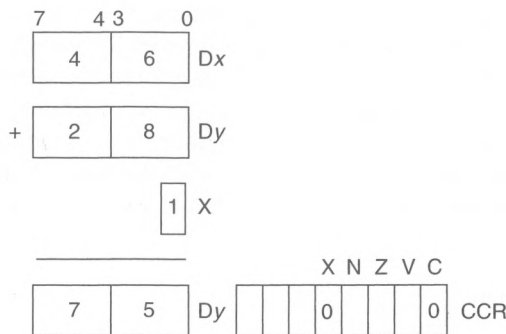 7 4 3 0
4 6 Dx
+ 2 8 Dy
1 X
X N Z V C
7 5 Dy 0 0 CCR